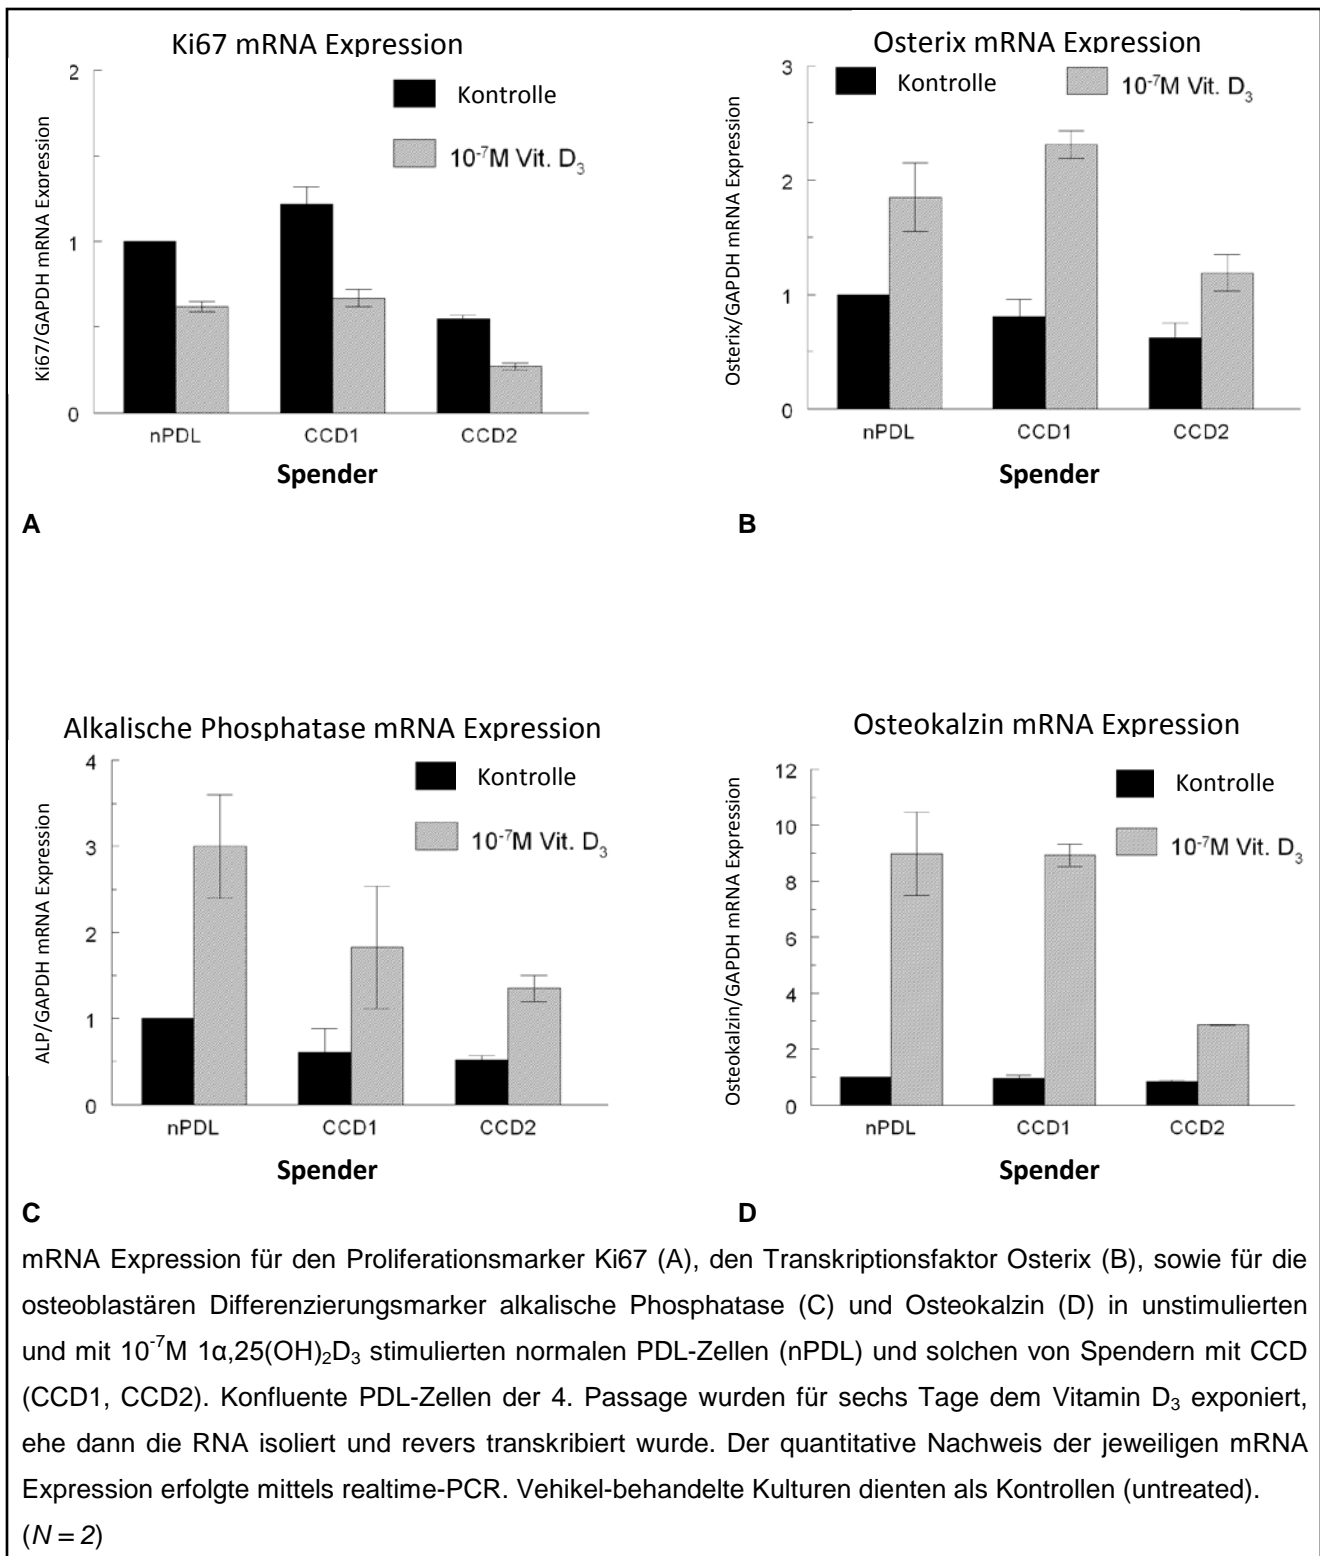 Ki67 mRNA Expression
Ki67/GAPDH mRNA Expression
2
1
0
Kontrolle
10⁻⁷M Vit. D₃
nPDL CCD1 CCD2
Spender
A
Osterix mRNA Expression
Osterix/GAPDH mRNA Expression
3
2
1
0
Kontrolle
10⁻⁷M Vit. D₃
nPDL CCD1 CCD2
Spender
B
Alkalische Phosphatase mRNA Expression
ALP/GAPDH mRNA Expression
4
3
2
1
0
Kontrolle
10⁻⁷M Vit. D₃
nPDL CCD1 CCD2
Spender
C
Osteokalzin mRNA Expression
Osteokalzin/GAPDH mRNA Expression
12
10
8
6
4
2
0
Kontrolle
10⁻⁷M Vit. D₃
nPDL CCD1 CCD2
Spender
D
mRNA Expression für den Proliferationsmarker Ki67 (A), den Transkriptionsfaktor Osterix (B), sowie für die
osteoblastären Differenzierungsmarker alkalische Phosphatase (C) und Osteokalzin (D) in unstimulierten
und mit 10⁻⁷M 1α,25(OH)₂D₃ stimulierten normalen PDL-Zellen (nPDL) und solchen von Spendern mit CCD
(CCD1, CCD2). Konfluente PDL-Zellen der 4. Passage wurden für sechs Tage dem Vitamin D₃ exponiert,
ehe dann die RNA isoliert und revers transkribiert wurde. Der quantitative Nachweis der jeweiligen mRNA
Expression erfolgte mittels realtime-PCR. Vehikel-behandelte Kulturen dienten als Kontrollen (untreated).
(N = 2)